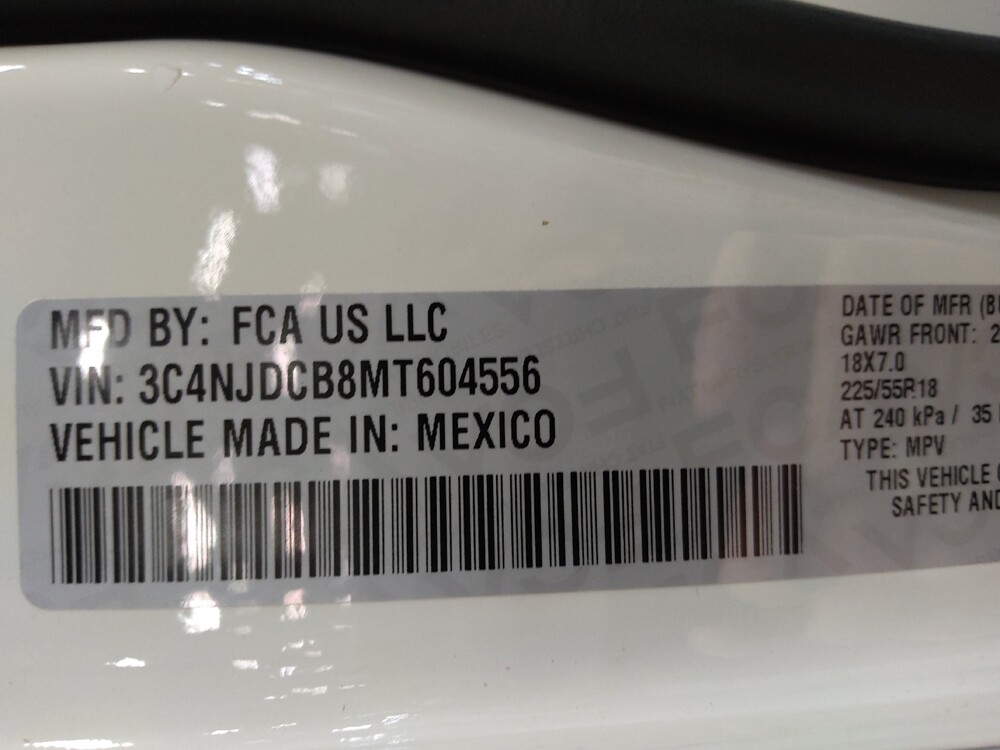 MFD BY: FCA US LLC
VIN: 3C4NJDCB8MT604556
VEHICLE MADE IN: MEXICO
DATE OF MFR
GAWR FRONT:
18X7.0
225/55R18
AT 240 kPa / 35
TYPE: MPV
THIS VEHICLE
SAFETY AND